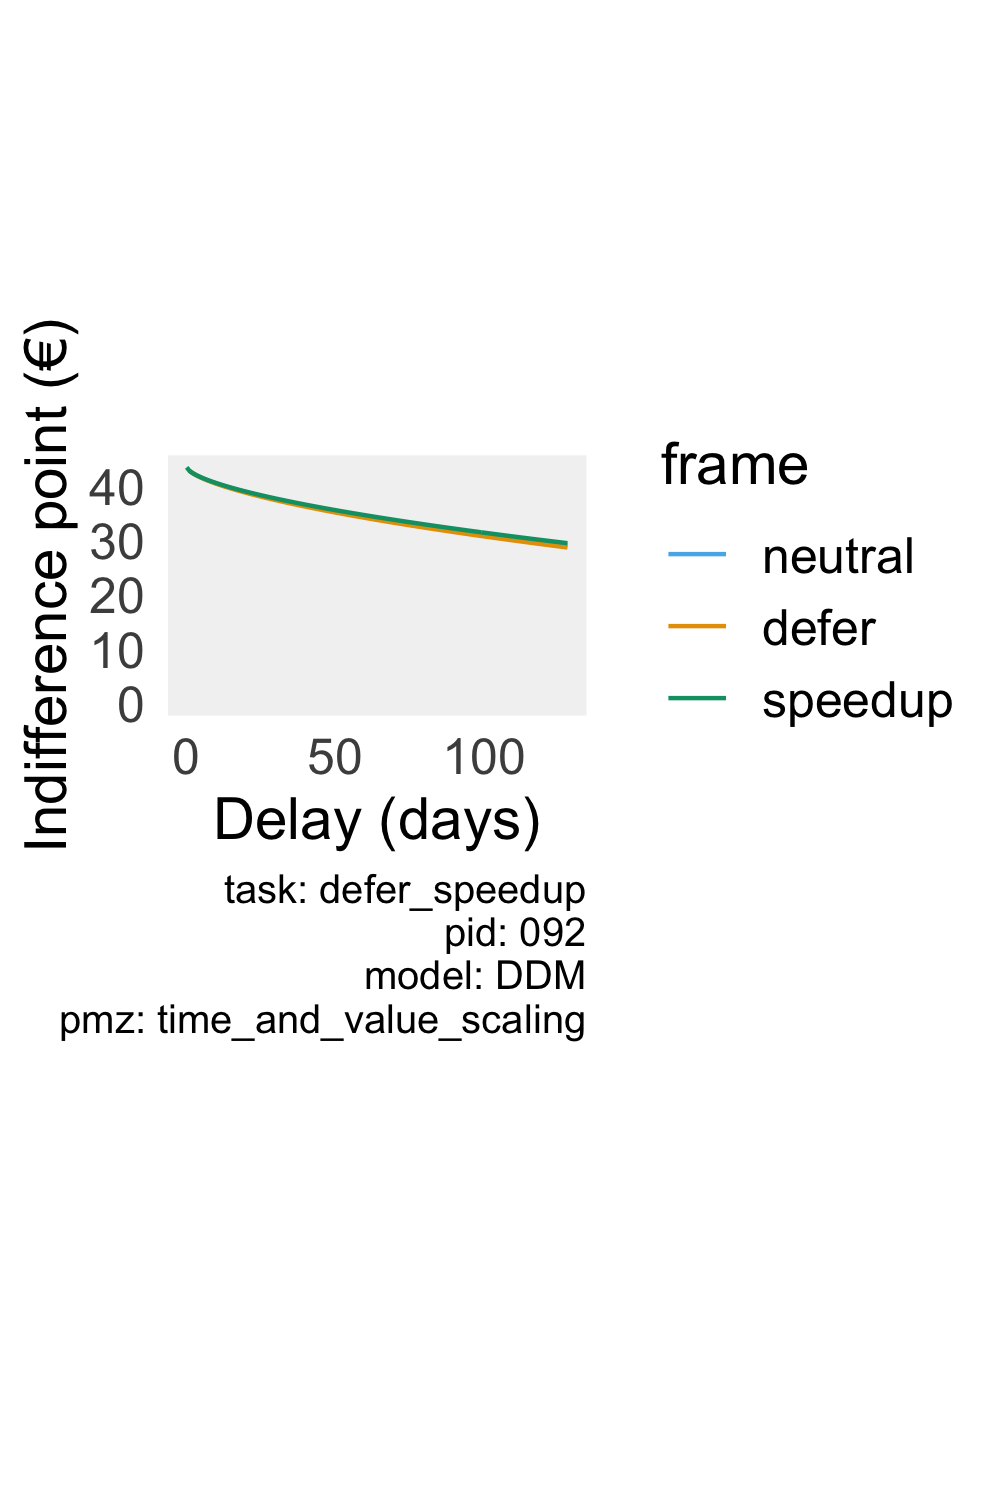 Indifference point (€)
40
30
20
10
0
0 50 100
Delay (days)
frame
neutral
defer
speedup
task: defer_speedup
pid: 092
model: DDM
pmz: time_and_value_scaling